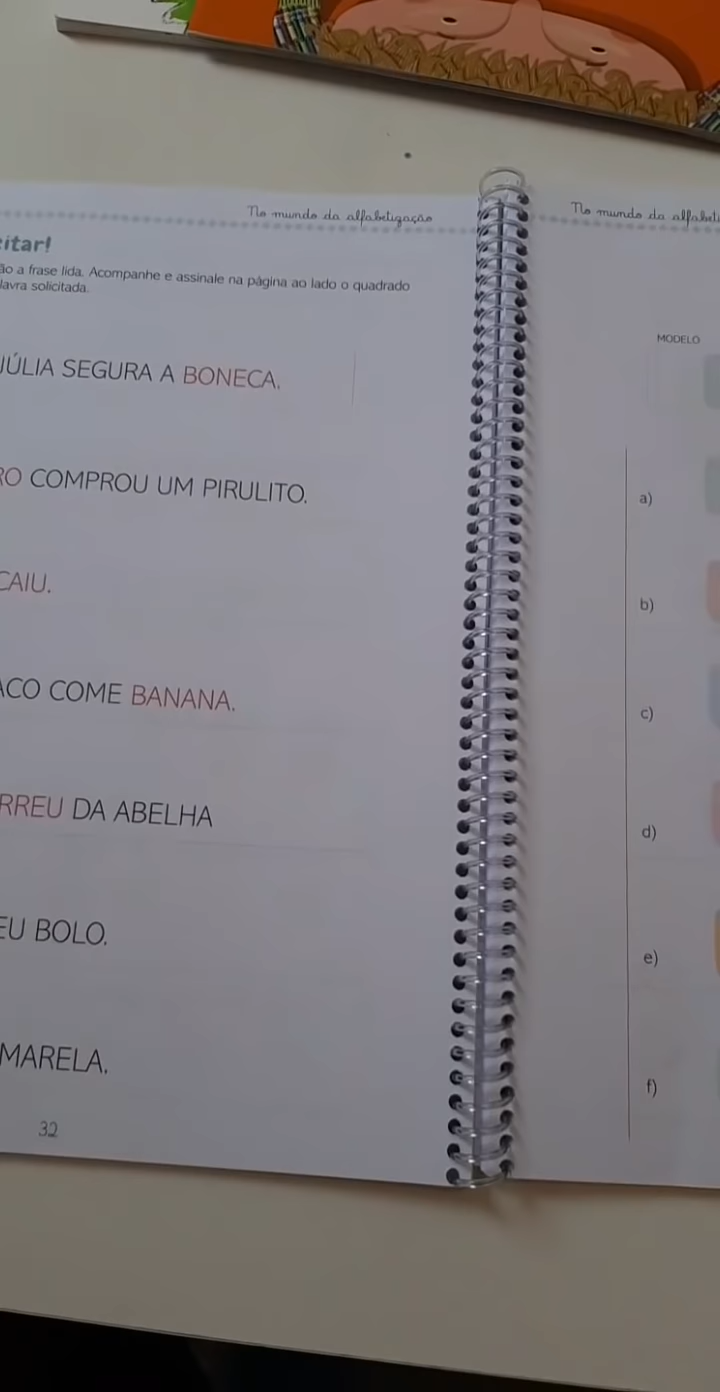 No mundo da alfabetização
citar!
ão a frase lida. Acompanhe e assinale na página ao lado o quadrado
lavra solicitada.
JÚLIA SEGURA A BONECA.
RO COMPROU UM PIRULITO.
CAIU.
ACO COME BANANA.
RREU DA ABELHA
EU BOLO.
MARELA.
32
No mundo da alfabeti
MODELO
a)
b)
c)
d)
e)
f)